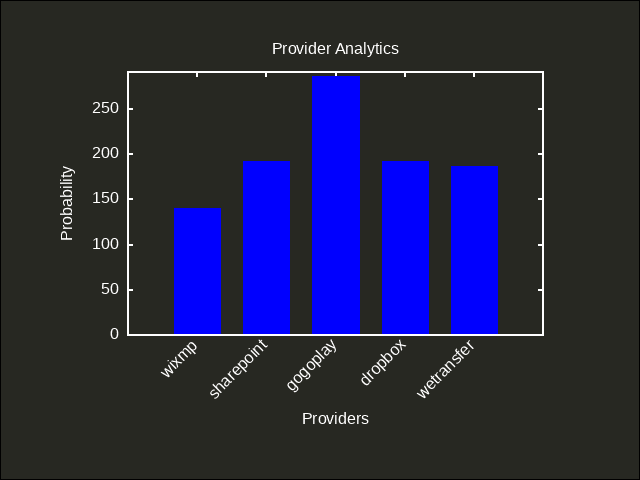 Provider Analytics
Probability
250
200
150
100
50
0
wixmp
sharepoint
gogoplay
dropbox
wetransfer
Providers